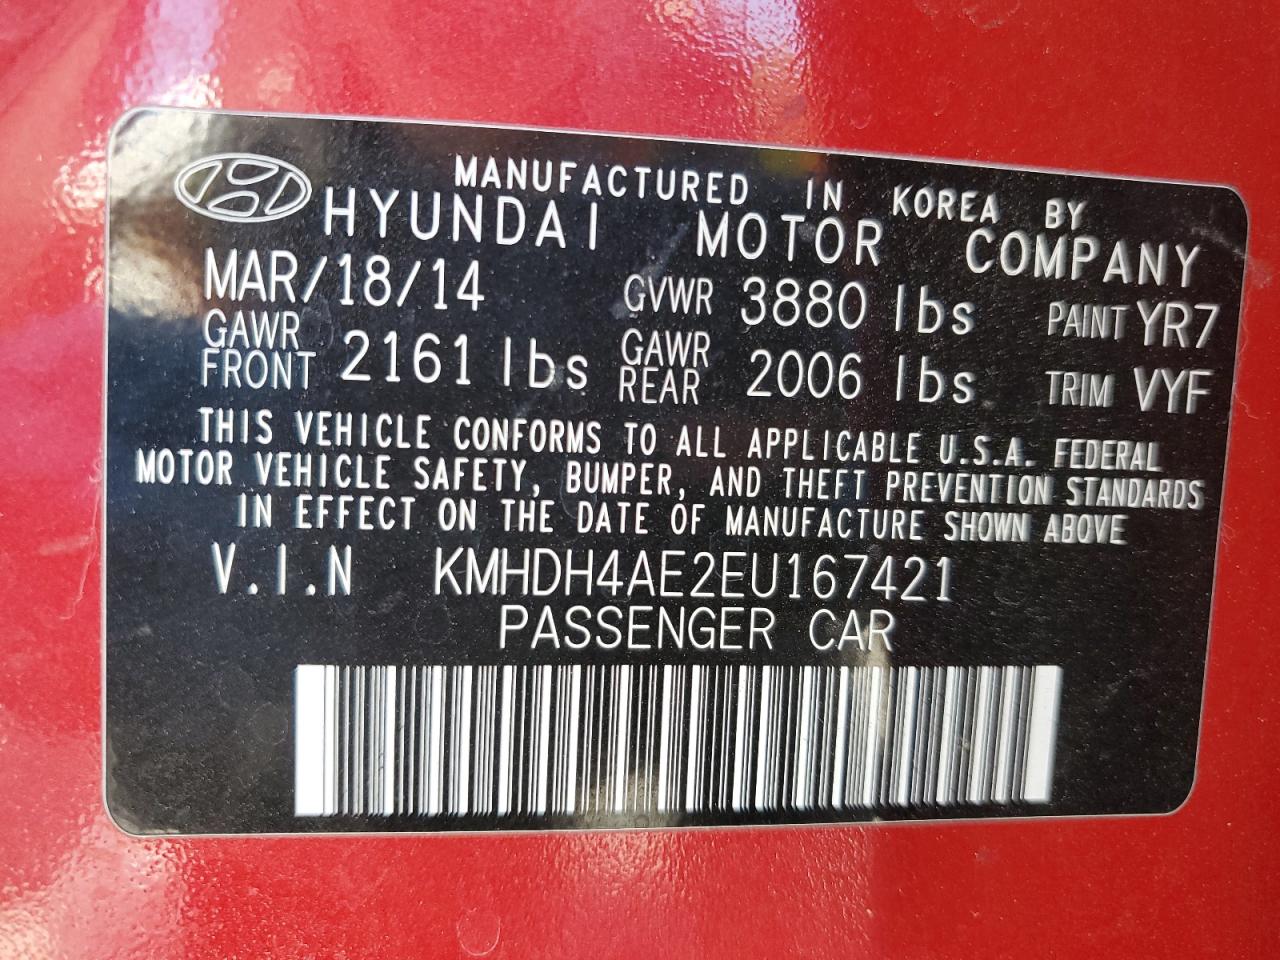 MANUFACTURED IN KOREA BY
HYUNDAI MOTOR COMPANY
MAR/18/14 GVWR 3880 lbs PAINT YR7
GAWR FRONT 2161 lbs GAWR REAR 2006 lbs TRIM VYF
THIS VEHICLE CONFORMS TO ALL APPLICABLE U.S.A. FEDERAL
MOTOR VEHICLE SAFETY, BUMPER, AND THEFT PREVENTION STANDARDS
IN EFFECT ON THE DATE OF MANUFACTURE SHOWN ABOVE
V.I.N KMHDH4AE2EU167421
PASSENGER CAR